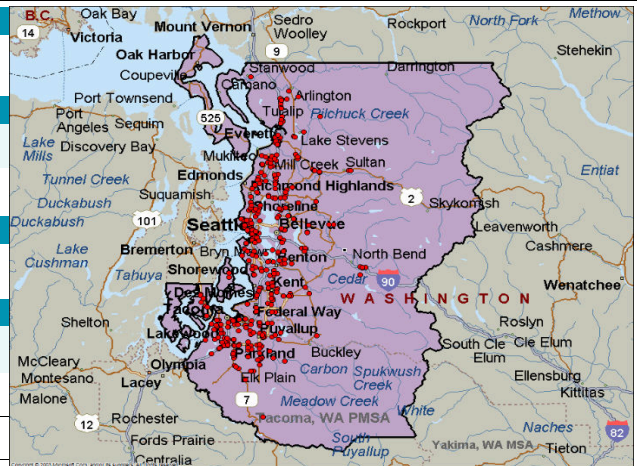 B.C.
Oak Bay
14
Victoria
Mount Vernon
Sedro
Woolley
Rockport
North Fork
Methow
Oak Harbor
9
Stehekin
Coupeville
Stanwood
Camano
Darrington
Port Townsend
Arlington
Tulalip
Pilchuck Creek
Port
Angeles
Sequim
525
Everett
Lake Stevens
Lake
Mills
Discovery Bay
Mukilteo
Mill Creek
Sultan
Entiat
Tunnel Creek
Edmonds
Richmond Highlands
Suquamish
2
Skykomish
Duckabush
Duckabush
101
Shoreline
Seattle
Bellevue
Leavenworth
Cashmere
Lake
Cushman
Bremerton
Bryn
Renton
North Bend
Tahuya
Shorewood
Kent
Cedar
90
Wenatchee
Des Moines
WASHINGTON
Tacoma
Federal Way
Shelton
Lakewood
Puyallup
Roslyn
McCleary
Parkland
Buckley
South Cle
Elum
Cle Elum
Montesano
Olympia
Carbon
Spukwush
Creek
Ellensburg
Malone
Lacey
Elk Plain
Kittitas
7
Meadow Creek
White
12
Rochester
Tacoma, WA PMSA
Naches
82
Fords Prairie
South
Puyallup
Yakima, WA MSA
Tieton
Centralia